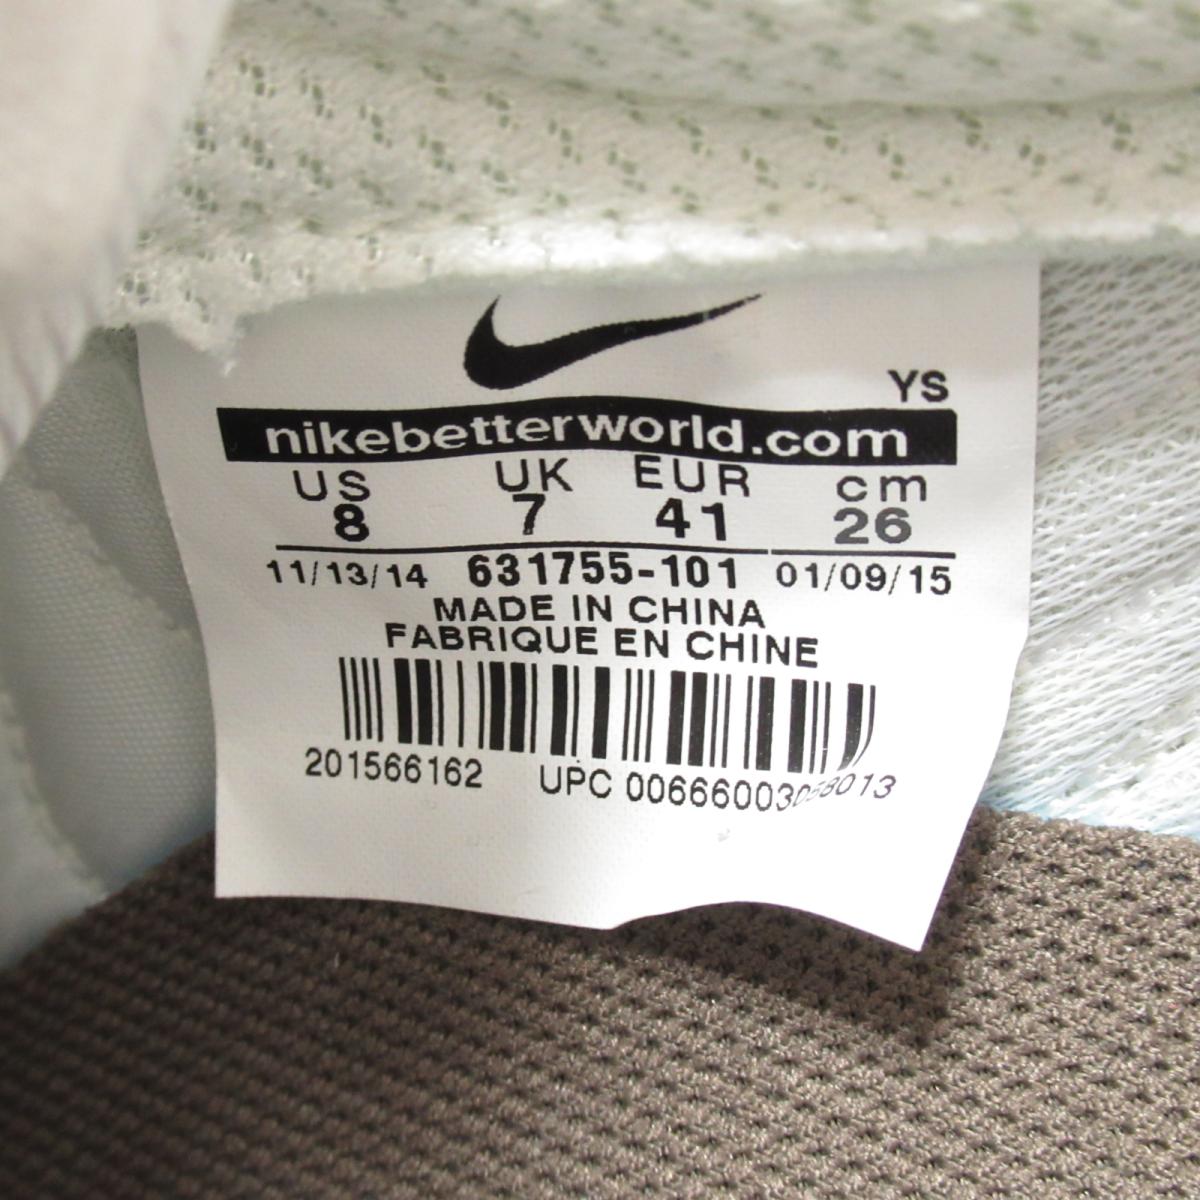 YS
nikebetterworld.com
US UK EUR cm
8 7 41 26
11/13/14 631755-101 01/09/15
MADE IN CHINA
FABRIQUE EN CHINE
201566162 UPC 00666003058013